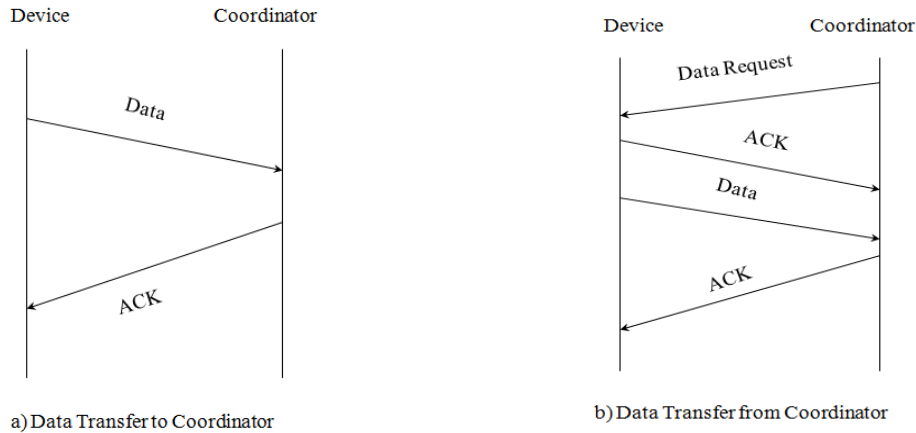 Device
Coordinator
Data
ACK
a) Data Transfer to Coordinator
Device
Coordinator
Data Request
ACK
Data
ACK
b) Data Transfer from Coordinator